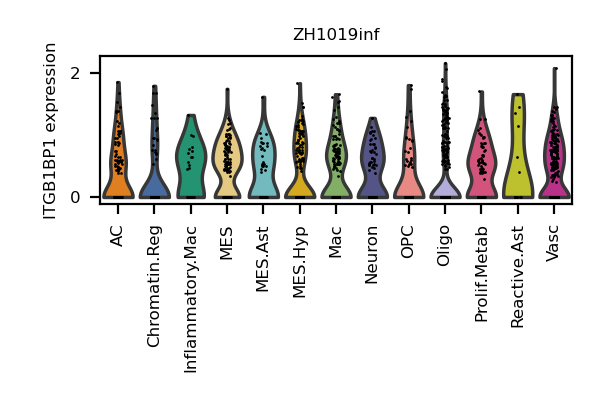 ZH1019inf
ITGB1BP1 expression
2
0
AC
Chromatin.Reg
Inflammatory.Mac
MES
MES.Ast
MES.Hyp
Mac
Neuron
OPC
Oligo
Prolif.Metab
Reactive.Ast
Vasc